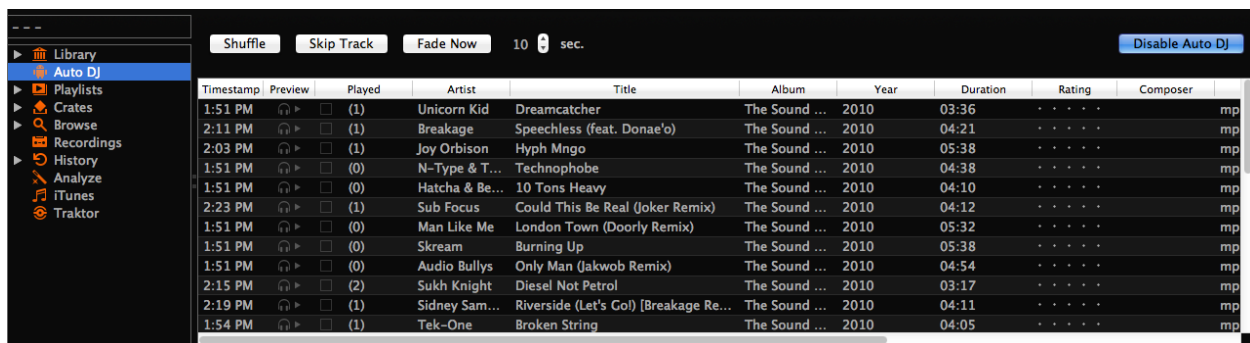 ---
Shuffle Skip Track Fade Now 10 sec. Disable Auto DJ
Library
Auto DJ
Playlists
Crates
Browse
Recordings
History
Analyze
iTunes
Traktor
Timestamp Preview Played Artist Title Album Year Duration Rating Composer
1:51 PM (1) Unicorn Kid Dreamcatcher The Sound ... 2010 03:36 mp
2:11 PM (1) Breakage Speechless (feat. Donae'o) The Sound ... 2010 04:21 mp
2:03 PM (1) Joy Orbison Hyph Mngo The Sound ... 2010 05:38 mp
1:51 PM (0) N-Type & T... Technophobe The Sound ... 2010 04:38 mp
1:51 PM (0) Hatcha & Be... 10 Tons Heavy The Sound ... 2010 04:10 mp
2:23 PM (1) Sub Focus Could This Be Real (Joker Remix) The Sound ... 2010 04:12 mp
1:51 PM (0) Man Like Me London Town (Doorly Remix) The Sound ... 2010 05:32 mp
1:51 PM (0) Skream Burning Up The Sound ... 2010 05:38 mp
1:51 PM (0) Audio Bullys Only Man (Jakwob Remix) The Sound ... 2010 04:54 mp
2:15 PM (2) Sukh Knight Diesel Not Petrol The Sound ... 2010 03:17 mp
2:19 PM (1) Sidney Sam... Riverside (Let's Go!) [Breakage Re... The Sound ... 2010 04:11 mp
1:54 PM (1) Tek-One Broken String The Sound ... 2010 04:05 mp